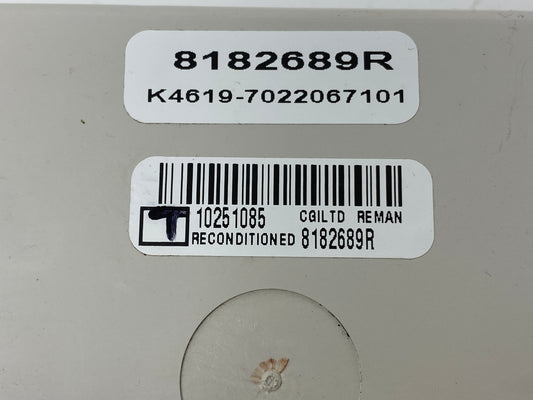 8182689R
K4619-7022067101
T 10251085 CGILTD REMAN
RECONDITIONED 8182689R